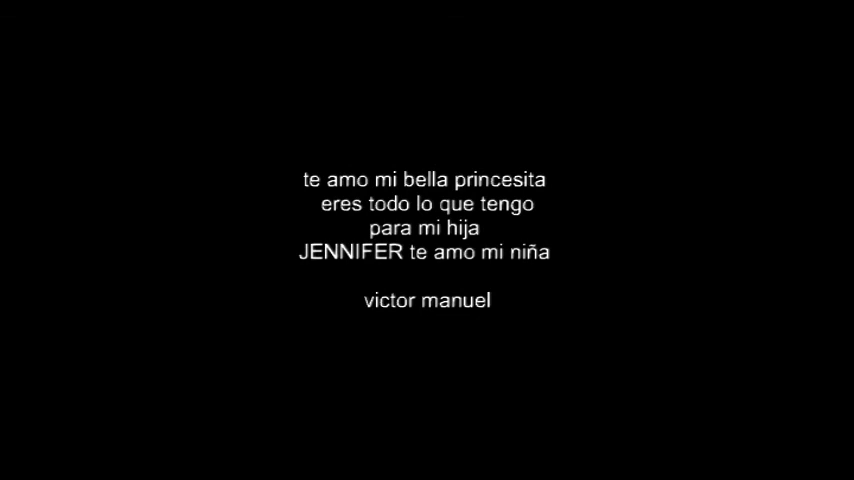 te amo mi bella princesita
eres todo lo que tengo
para mi hija
JENNIFER te amo mi niña
victor manuel